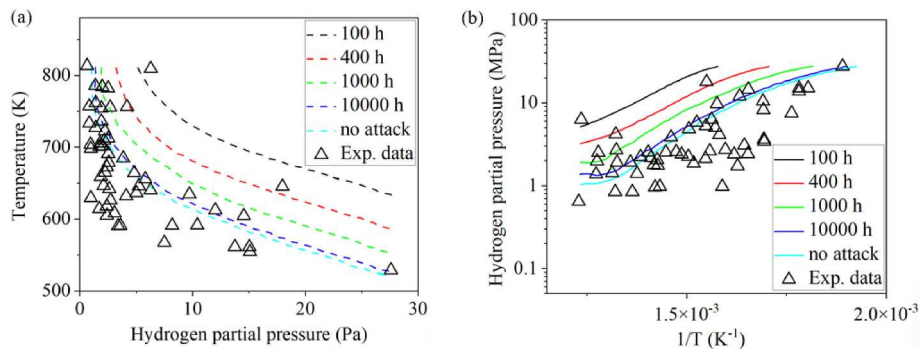 (a)
100 h
400 h
1000 h
10000 h
no attack
Exp. data
800
700
600
500
Temperature (K)
0
10
20
30
Hydrogen partial pressure (Pa)
(b)
100
10
1
0.1
Hydrogen partial pressure (MPa)
100 h
400 h
1000 h
10000 h
no attack
Exp. data
1.5×10⁻³
2.0×10⁻³
1/T (K⁻¹)